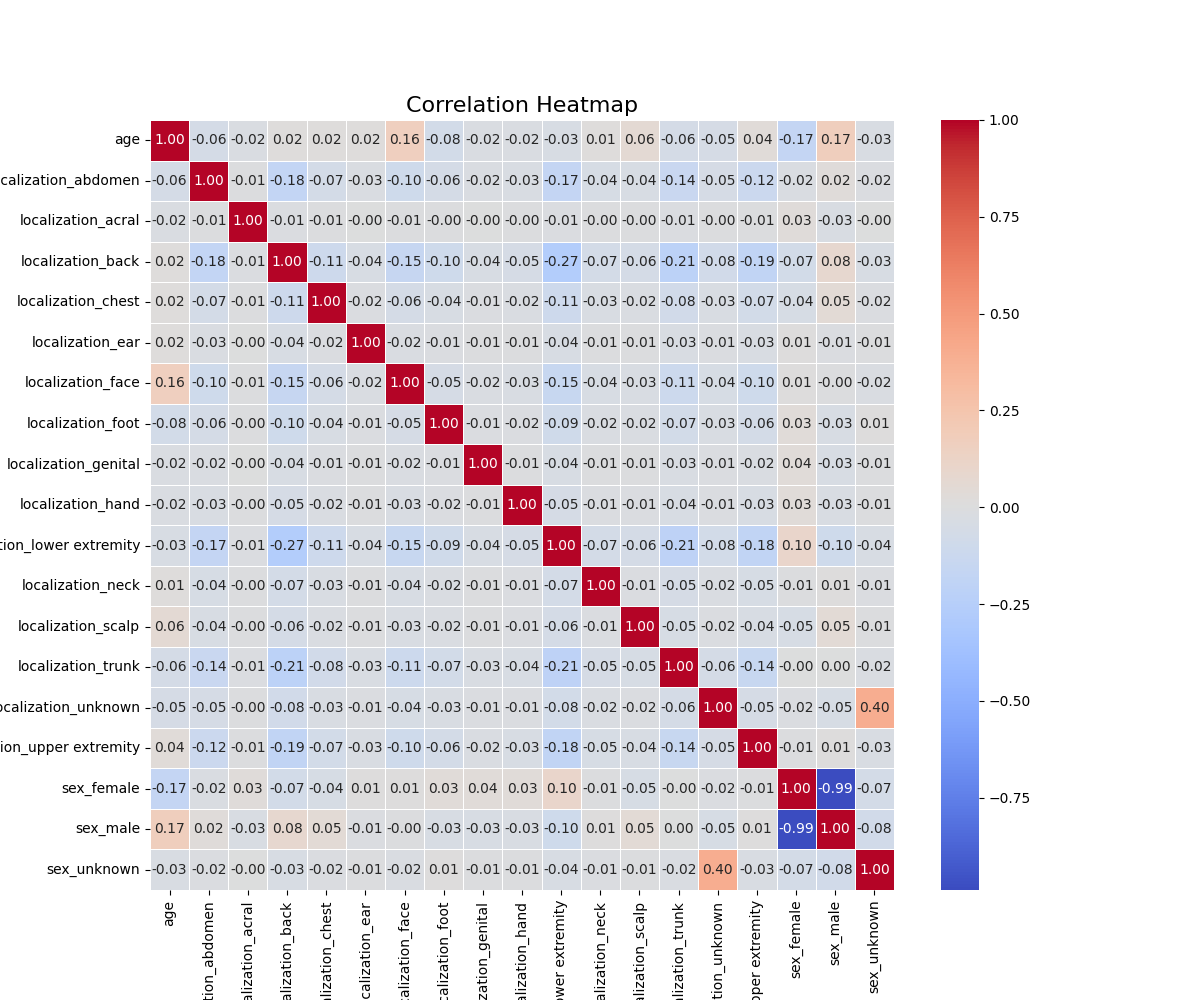 Correlation Heatmap
age 1.00 -0.06 -0.02 0.02 0.02 0.02 0.16 -0.08 -0.02 -0.02 -0.03 0.01 0.06 -0.06 -0.05 0.04 -0.17 0.17 -0.03
calization_abdomen -0.06 1.00 -0.01 -0.18 -0.07 -0.03 -0.10 -0.06 -0.02 -0.03 -0.17 -0.04 -0.04 -0.14 -0.05 -0.12 -0.02 0.02 -0.02
localization_acral -0.02 -0.01 1.00 -0.01 -0.01 -0.00 -0.01 -0.00 -0.00 -0.00 -0.01 -0.00 -0.00 -0.01 -0.00 -0.01 0.03 -0.03 -0.00
localization_back 0.02 -0.18 -0.01 1.00 -0.11 -0.04 -0.15 -0.10 -0.04 -0.05 -0.27 -0.07 -0.06 -0.21 -0.08 -0.19 -0.07 0.08 -0.03
localization_chest 0.02 -0.07 -0.01 -0.11 1.00 -0.02 -0.06 -0.04 -0.01 -0.02 -0.11 -0.03 -0.02 -0.08 -0.03 -0.07 -0.04 0.05 -0.02
localization_ear 0.02 -0.03 -0.00 -0.04 -0.02 1.00 -0.02 -0.01 -0.01 -0.01 -0.04 -0.01 -0.01 -0.03 -0.01 -0.03 0.01 -0.01 -0.01
localization_face 0.16 -0.10 -0.01 -0.15 -0.06 -0.02 1.00 -0.05 -0.02 -0.03 -0.15 -0.04 -0.03 -0.11 -0.04 -0.10 0.01 -0.00 -0.02
localization_foot -0.08 -0.06 -0.00 -0.10 -0.04 -0.01 -0.05 1.00 -0.01 -0.02 -0.09 -0.02 -0.02 -0.07 -0.03 -0.06 0.03 -0.03 0.01
localization_genital -0.02 -0.02 -0.00 -0.04 -0.01 -0.01 -0.02 -0.01 1.00 -0.01 -0.04 -0.01 -0.01 -0.03 -0.01 -0.02 0.04 -0.03 -0.01
localization_hand -0.02 -0.03 -0.00 -0.05 -0.02 -0.01 -0.03 -0.02 -0.01 1.00 -0.05 -0.01 -0.01 -0.04 -0.01 -0.03 0.03 -0.03 -0.01
tion_lower extremity -0.03 -0.17 -0.01 -0.27 -0.11 -0.04 -0.15 -0.09 -0.04 -0.05 1.00 -0.07 -0.06 -0.21 -0.08 -0.18 0.10 -0.10 -0.04
localization_neck 0.01 -0.04 -0.00 -0.07 -0.03 -0.01 -0.04 -0.02 -0.01 -0.01 -0.07 1.00 -0.01 -0.05 -0.02 -0.05 -0.01 0.01 -0.01
localization_scalp 0.06 -0.04 -0.00 -0.06 -0.02 -0.01 -0.03 -0.02 -0.01 -0.01 -0.06 -0.01 1.00 -0.05 -0.02 -0.04 -0.05 0.05 -0.01
localization_trunk -0.06 -0.14 -0.01 -0.21 -0.08 -0.03 -0.11 -0.07 -0.03 -0.04 -0.21 -0.05 -0.05 1.00 -0.06 -0.14 -0.00 0.00 -0.02
ocalization_unknown -0.05 -0.05 -0.00 -0.08 -0.03 -0.01 -0.04 -0.03 -0.01 -0.01 -0.08 -0.02 -0.02 -0.06 1.00 -0.05 -0.02 -0.05 0.40
ion_upper extremity 0.04 -0.12 -0.01 -0.19 -0.07 -0.03 -0.10 -0.06 -0.02 -0.03 -0.18 -0.05 -0.04 -0.14 -0.05 1.00 -0.01 0.01 -0.03
sex_female -0.17 -0.02 0.03 -0.07 -0.04 0.01 0.01 0.03 0.04 0.03 0.10 -0.01 -0.05 -0.00 -0.02 -0.01 1.00 -0.99 -0.07
sex_male 0.17 0.02 -0.03 0.08 0.05 -0.01 -0.00 -0.03 -0.03 -0.03 -0.10 0.01 0.05 0.00 -0.05 0.01 -0.99 1.00 -0.08
sex_unknown -0.03 -0.02 -0.00 -0.03 -0.02 -0.01 -0.02 0.01 -0.01 -0.01 -0.04 -0.01 -0.01 -0.02 0.40 -0.03 -0.07 -0.08 1.00
age
tion_abdomen
alization_acral
alization_back
alization_chest
calization_ear
calization_face
calization_foot
zation_genital
alization_hand
ower extremity
alization_neck
lization_scalp
lization_trunk
tion_unknown
pper extremity
sex_female
sex_male
sex_unknown
1.00
0.75
0.50
0.25
0.00
−0.25
−0.50
−0.75